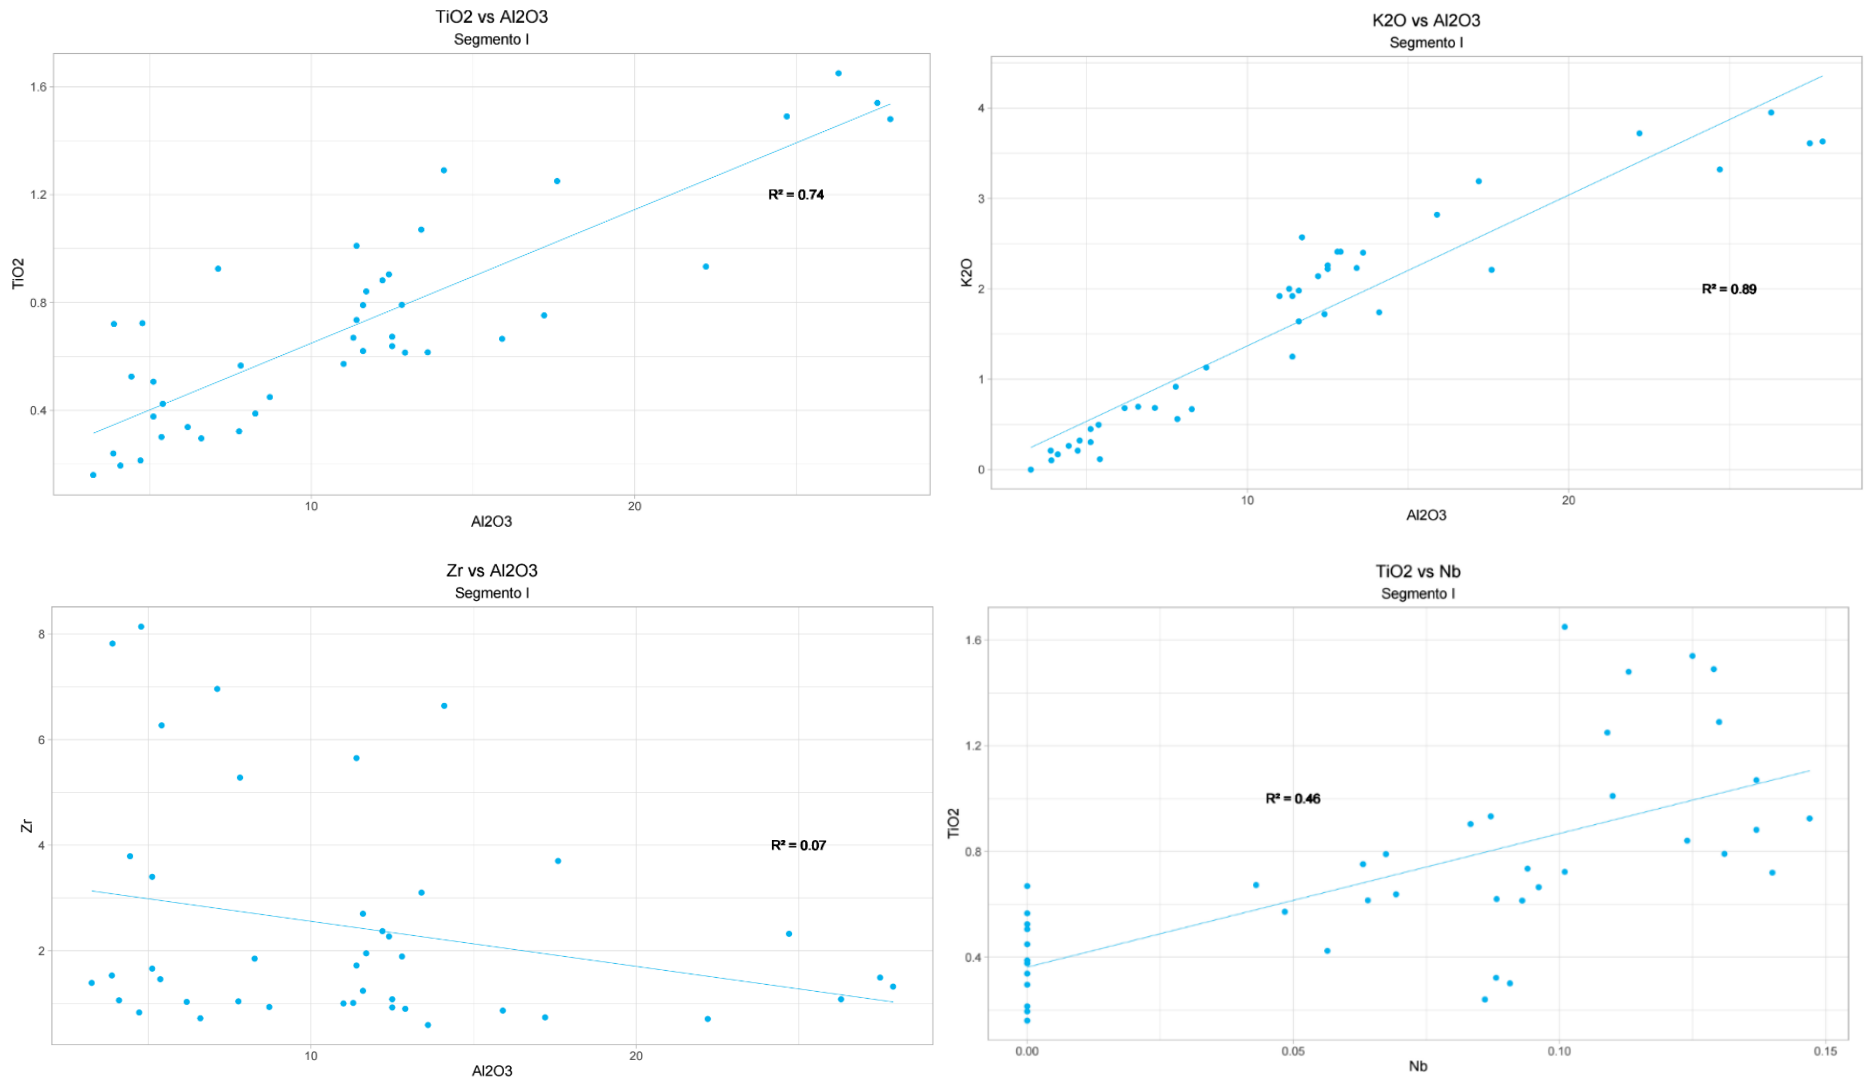 TiO2 vs Al2O3
Segmento I
TiO2
1.6
1.2
0.8
0.4
R² = 0.74
10
20
Al2O3
K2O vs Al2O3
Segmento I
K2O
4
3
2
1
0
R² = 0.89
10
20
Al2O3
Zr vs Al2O3
Segmento I
Zr
8
6
4
2
R² = 0.07
10
20
Al2O3
TiO2 vs Nb
Segmento I
TiO2
1.6
1.2
0.8
0.4
R² = 0.46
0.00
0.05
0.10
0.15
Nb